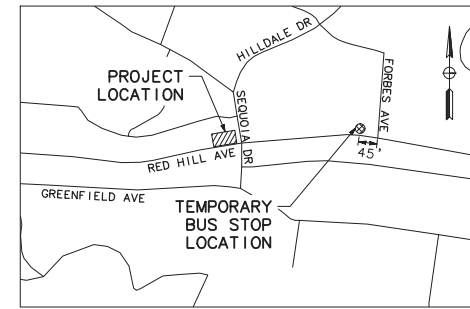 HILLDALE DR
PROJECT
LOCATION
FORBES AVE
SEQUOIA DR
45'
RED HILL AVE
GREENFIELD AVE
TEMPORARY
BUS STOP
LOCATION